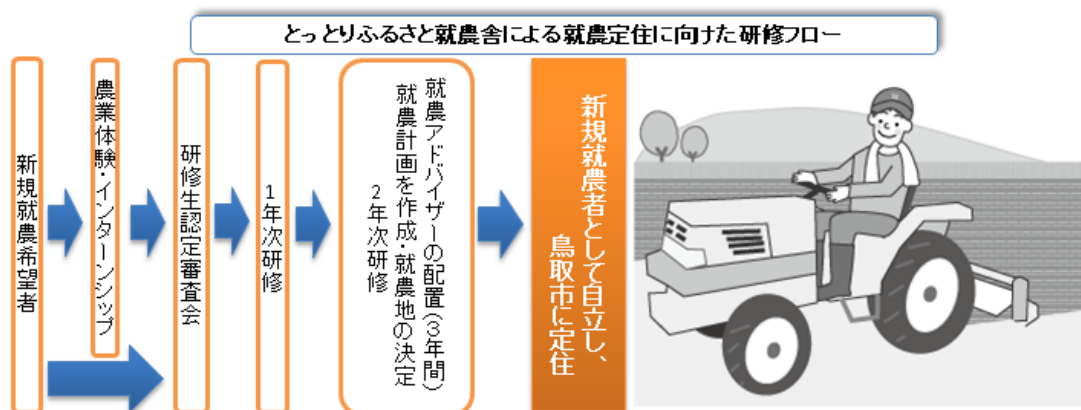 とっとりふるさと就農舎による就農定住に向けた研修フロー
新規就農希望者
農業体験・インターンシップ
研修生認定審査会
1年次研修
就農アドバイザーの配置(3年間)
就農計画を作成・就農地の決定
2年次研修
新規就農者として自立し、
鳥取市に定住